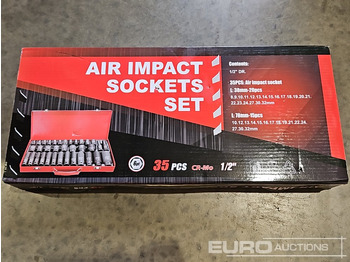 AIR IMPACT
SOCKETS
SET
Contents:
1/2" DR.
35PCS: Air impact socket
L: 38mm-20pcs
8.9.10.11.12.13.14.15.16.17.18.19.20.21.
22.23.24.27.30.32mm
L: 78mm-15pcs
10.12.13.14.15.16.17.18.19.21.22.24.
27.30.32mm
35 PCS CR-Mo 1/2"
EURO AUCTIONS